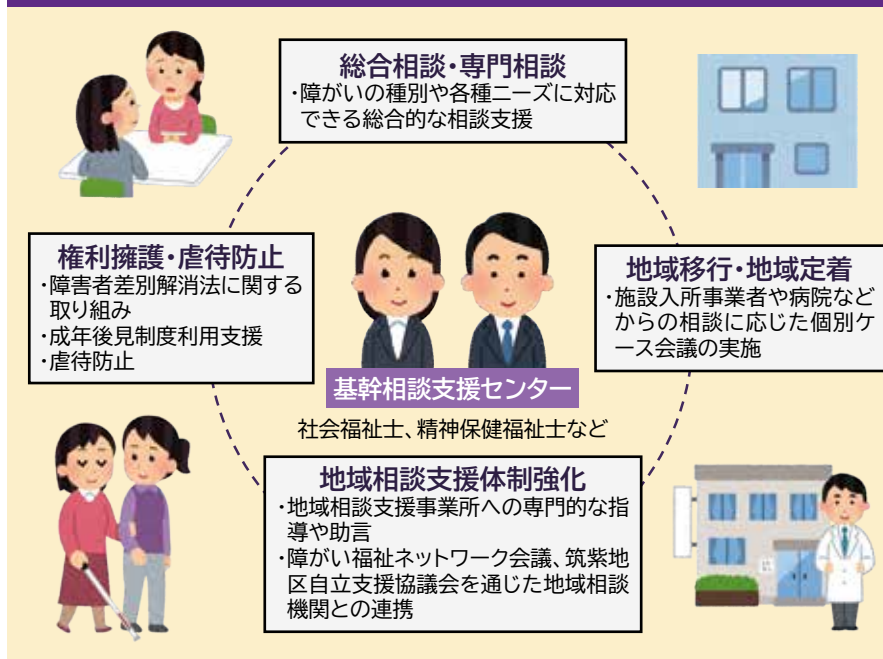 総合相談・専門相談
・障がいの種別や各種ニーズに対応
できる総合的な相談支援
権利擁護・虐待防止
・障害者差別解消法に関する
取り組み
・成年後見制度利用支援
・虐待防止
地域移行・地域定着
・施設入所事業者や病院など
からの相談に応じた個別ケ
ース会議の実施
基幹相談支援センター
社会福祉士、精神保健福祉士など
地域相談支援体制強化
・地域相談支援事業所への専門的な指
導や助言
・障がい福祉ネットワーク会議、筑紫地
区自立支援協議会を通じた地域相談
機関との連携